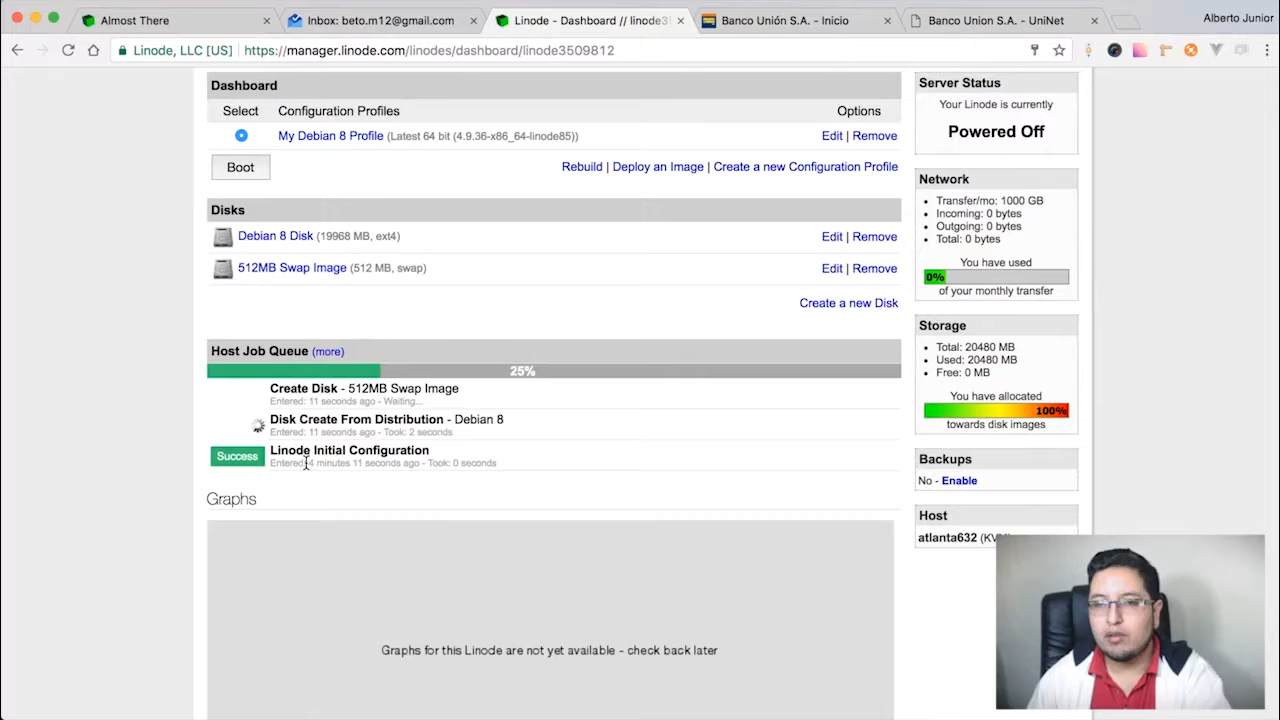 Almost There
Inbox: beto.m12@gmail.com
Linode - Dashboard // linode3
Banco Unión S.A. - Inicio
Banco Union S.A. - UniNet
Alberto Junior
Linode, LLC [US]
https://manager.linode.com/linodes/dashboard/linode3509812
Dashboard
Select Configuration Profiles Options
My Debian 8 Profile (Latest 64 bit (4.9.36-x86_64-linode85)) Edit | Remove
Boot
Rebuild | Deploy an Image | Create a new Configuration Profile
Disks
Debian 8 Disk (19968 MB, ext4) Edit | Remove
512MB Swap Image (512 MB, swap) Edit | Remove
Create a new Disk
Host Job Queue (more)
25%
Create Disk - 512MB Swap Image
Entered: 11 seconds ago - Waiting...
Disk Create From Distribution - Debian 8
Entered: 11 seconds ago - Took: 2 seconds
Success
Linode Initial Configuration
Entered: 4 minutes 11 seconds ago - Took: 0 seconds
Graphs
Graphs for this Linode are not yet available - check back later
Server Status
Your Linode is currently
Powered Off
Network
Transfer/mo: 1000 GB
Incoming: 0 bytes
Outgoing: 0 bytes
Total: 0 bytes
You have used
0%
of your monthly transfer
Storage
Total: 20480 MB
Used: 20480 MB
Free: 0 MB
You have allocated
100%
towards disk images
Backups
No - Enable
Host
atlanta632